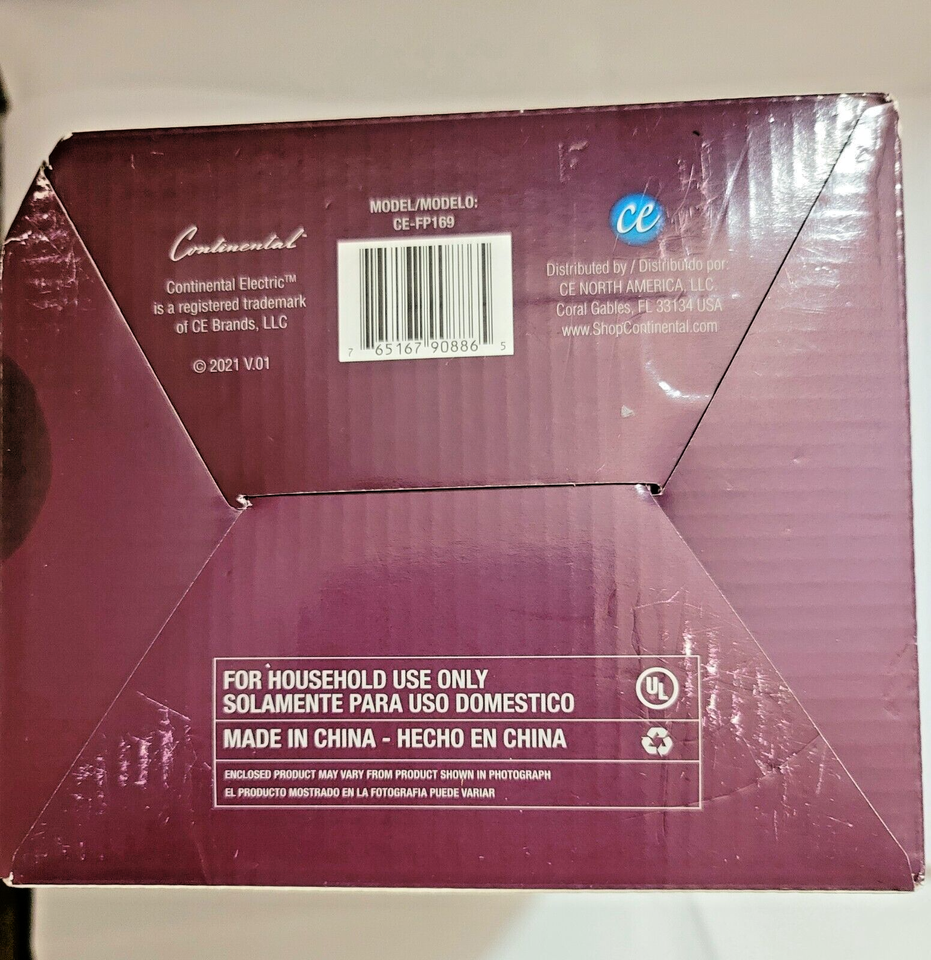 Continental
Continental Electric™
is a registered trademark
of CE Brands, LLC
© 2021 V.01
MODEL/MODELO:
CE-FP169
7 65167 90886 5
ce
Distributed by / Distribuido por:
CE NORTH AMERICA, LLC
Coral Gables, FL 33134 USA
www.ShopContinental.com
FOR HOUSEHOLD USE ONLY
SOLAMENTE PARA USO DOMESTICO
UL
MADE IN CHINA - HECHO EN CHINA
ENCLOSED PRODUCT MAY VARY FROM PRODUCT SHOWN IN PHOTOGRAPH
EL PRODUCTO MOSTRADO EN LA FOTOGRAFIA PUEDE VARIAR